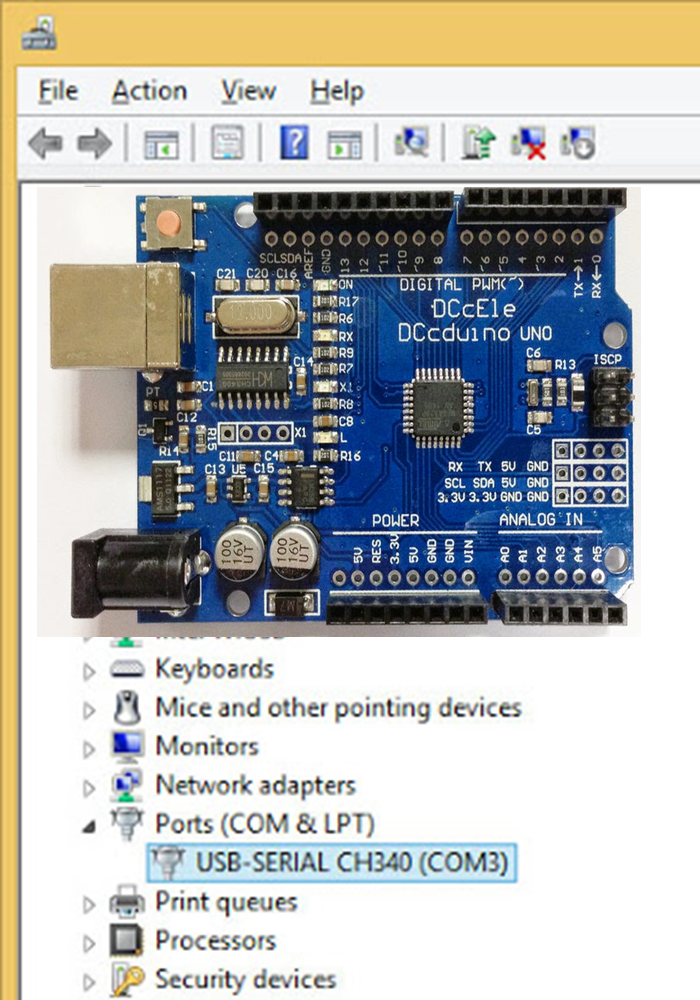 File Action View Help
SCL SDA AREF GND 13 12 ~11 ~10 ~9 8 7 ~6 ~5 4 ~3 2 TX→1 RX←0
C21 C20 C16 ON
DIGITAL PWM(~)
R17
12.000
R6
DCcEle
RX
DCcduino UNO
R9
C14
R7
C6
R13
ISCP
PT
C1
X1
R8
C12
C8
C5
R15
X1
L
R14
C11
C4
R16
C13 UE C15
RX TX 5V GND
SCL SDA 5V GND
3.3V 3.3V GND GND
AMS1117
POWER
ANALOG IN
5V RES 3.3V 5V GND GND VIN
A0 A1 A2 A3 A4 A5
100 16V UT
100 16V UT
M7
Keyboards
Mice and other pointing devices
Monitors
Network adapters
Ports (COM & LPT)
USB-SERIAL CH340 (COM3)
Print queues
Processors
Security devices